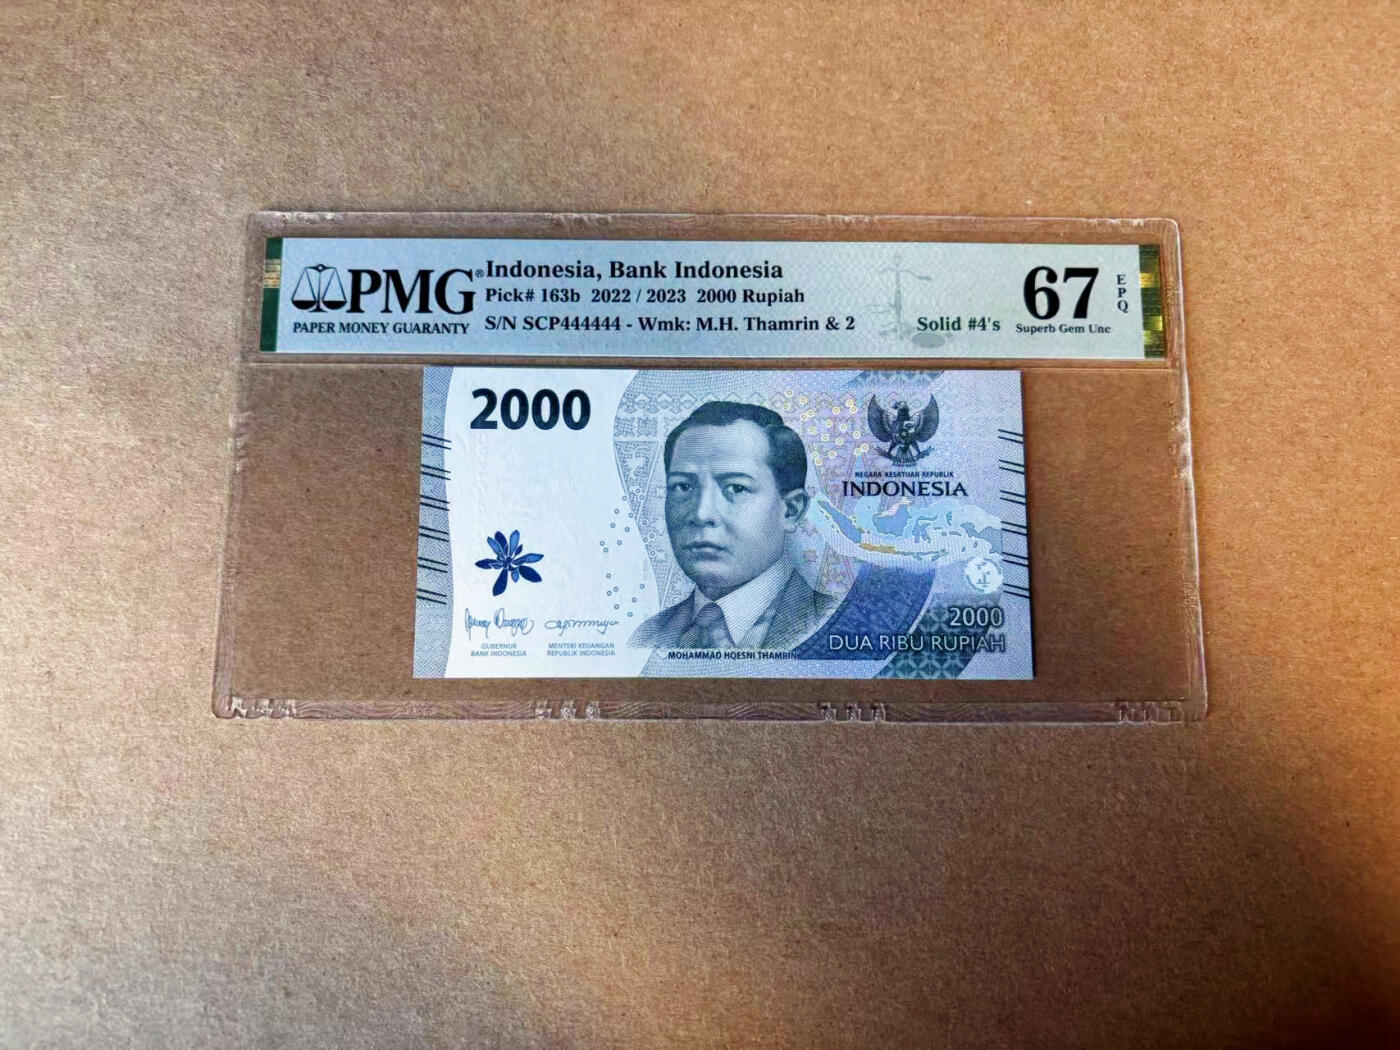 PMG®
PAPER MONEY GUARANTY
Indonesia, Bank Indonesia
Pick# 163b 2022 / 2023 2000 Rupiah
S/N SCP444444 - Wmk: M.H. Thamrin & 2
Solid #4's
67
Superb Gem Unc
EPQ
2000
NEGARA KESATUAN REPUBLIK
INDONESIA
GUBERNUR
BANK INDONESIA
MENTERI KEUANGAN
REPUBLIK INDONESIA
MOHAMMAD HOESNI THAMRIN
2000
DUA RIBU RUPIAH